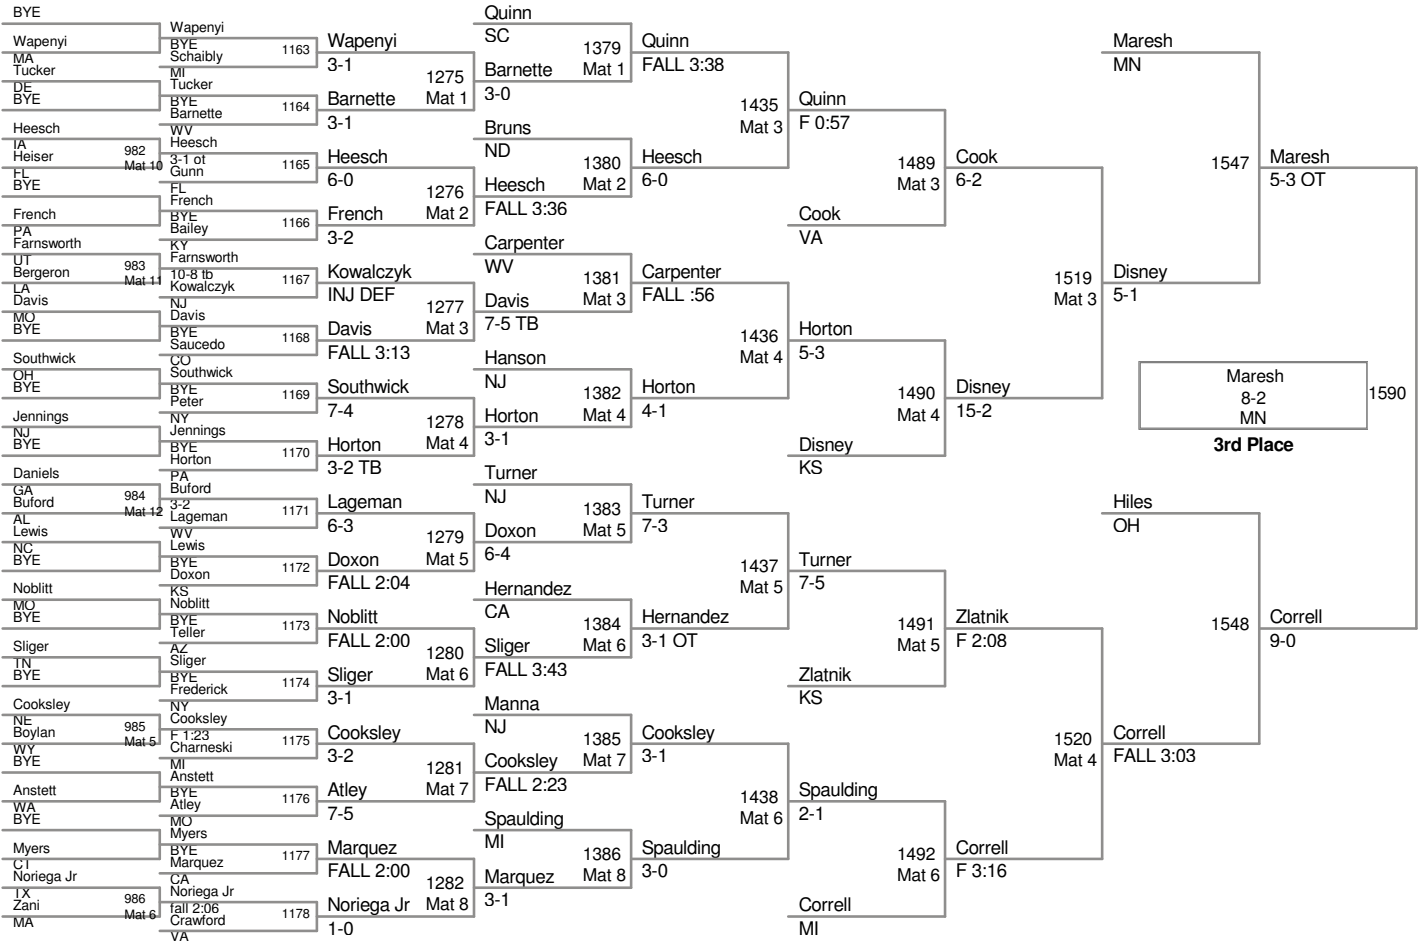 BYE
Wapenyi
MA
Tucker
DE
BYE
Heesch
IA
982
Heiser
Mat 10
FL
BYE
French
PA
Farnsworth
UT
983
Bergeron
Mat 11
LA
Davis
MO
BYE
Southwick
OH
BYE
Jennings
NJ
BYE
Daniels
GA
984
Buford
Mat 12
AL
Lewis
NC
BYE
Noblitt
MO
BYE
Sliger
TN
BYE
Cooksley
NE
985
Boylan
Mat 5
WY
BYE
Anstett
WA
BYE
Myers
CT
Noriega Jr
TX
986
Zani
Mat 6
MA
Wapenyi
BYE
1163
Schaibly
MI
Tucker
BYE
1164
Barnette
WV
Heesch
3-1 ot
1165
Gunn
FL
French
BYE
1166
Bailey
KY
Farnsworth
10-8 tb
1167
Kowalczyk
NJ
Davis
BYE
1168
Saucedo
CO
Southwick
BYE
1169
Peter
NY
Jennings
BYE
1170
Horton
PA
Buford
3-2
1171
Lageman
WV
Lewis
BYE
1172
Doxon
KS
Noblitt
BYE
1173
Teller
AZ
Sliger
BYE
1174
Frederick
NY
Cooksley
F 1:23
1175
Charneski
MI
Anstett
BYE
1176
Atley
MO
Myers
BYE
1177
Marquez
CA
Noriega Jr
fall 2:06
1178
Crawford
VA
Wapenyi
3-1
1275
Mat 1
Barnette
3-1
Heesch
6-0
1276
Mat 2
French
3-2
Kowalczyk
INJ DEF
1277
Mat 3
Davis
FALL 3:13
Southwick
7-4
1278
Mat 4
Horton
3-2 TB
Lageman
6-3
1279
Mat 5
Doxon
FALL 2:04
Noblitt
FALL 2:00
1280
Mat 6
Sliger
3-1
Cooksley
3-2
1281
Mat 7
Atley
7-5
Marquez
FALL 2:00
1282
Mat 8
Noriega Jr
1-0
Quinn
SC
1379
Mat 1
Barnette
3-0
Bruns
ND
1380
Mat 2
Heesch
FALL 3:36
Carpenter
WV
1381
Mat 3
Davis
7-5 TB
Hanson
NJ
1382
Mat 4
Horton
3-1
Turner
NJ
1383
Mat 5
Doxon
6-4
Hernandez
CA
1384
Mat 6
Sliger
FALL 3:43
Manna
NJ
1385
Mat 7
Cooksley
FALL 2:23
Spaulding
MI
1386
Mat 8
Marquez
3-1
Quinn
FALL 3:38
1435
Mat 3
Heesch
6-0
Carpenter
FALL :56
1436
Mat 4
Horton
4-1
Turner
7-3
1437
Mat 5
Hernandez
3-1 OT
Cooksley
3-1
1438
Mat 6
Spaulding
3-0
Quinn
F 0:57
1489
Mat 3
Cook
VA
Horton
5-3
1490
Mat 4
Disney
KS
Turner
7-5
1491
Mat 5
Zlatnik
KS
Spaulding
2-1
1492
Mat 6
Correll
MI
Cook
6-2
1519
Mat 3
Disney
15-2
Zlatnik
F 2:08
1520
Mat 4
Correll
F 3:16
Maresh
MN
1547
Disney
5-1
Hiles
OH
1548
Correll
FALL 3:03
Maresh
5-3 OT
Maresh
8-2
MN
1590
3rd Place
Correll
9-0